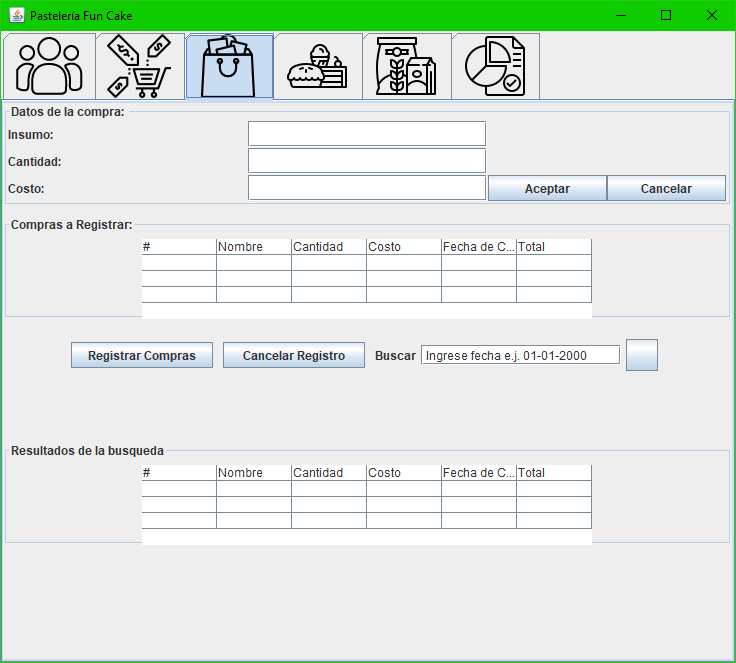 Pastelería Fun Cake
Datos de la compra:
Insumo:
Cantidad:
Costo:
Aceptar
Cancelar
Compras a Registrar:
# Nombre Cantidad Costo Fecha de C... Total
Registrar Compras Cancelar Registro Buscar Ingrese fecha e.j. 01-01-2000
Resultados de la busqueda
# Nombre Cantidad Costo Fecha de C... Total